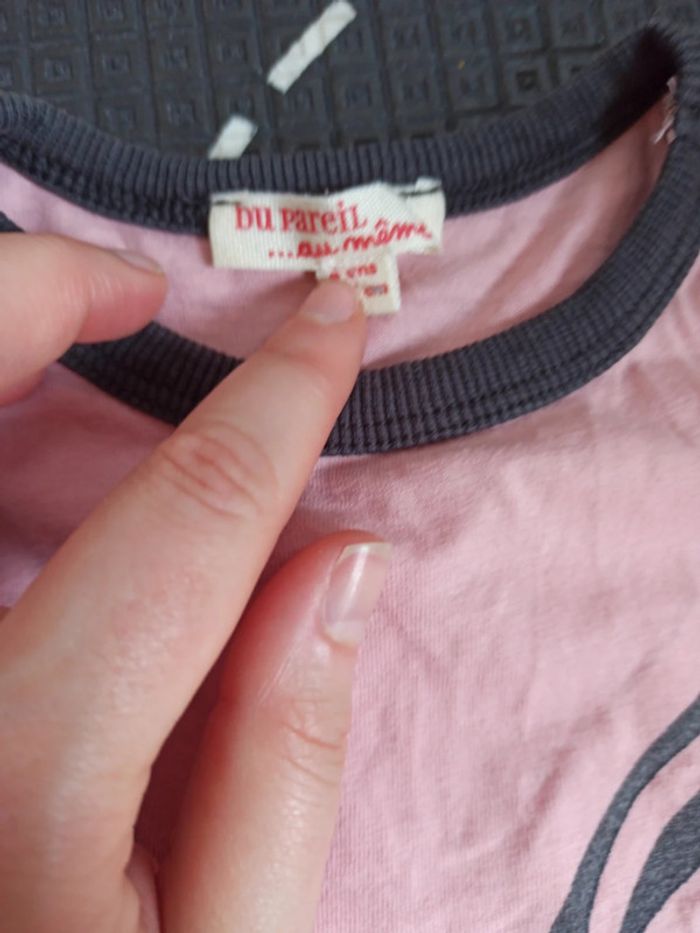 DU PAREIL
...au même
ans